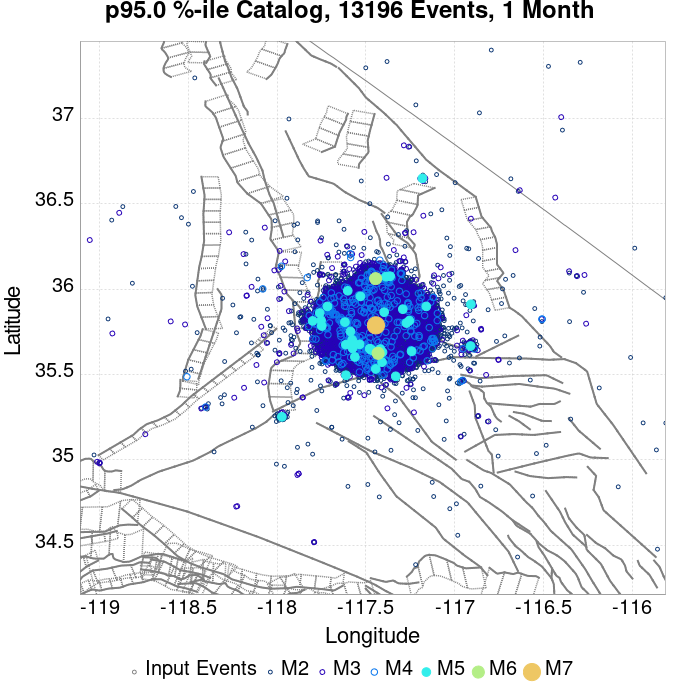 p95.0 %-ile Catalog, 13196 Events, 1 Month
Latitude
37
36.5
36
35.5
35
34.5
-119 -118.5 -118 -117.5 -117 -116.5 -116
Longitude
Input Events M2 M3 M4 M5 M6 M7